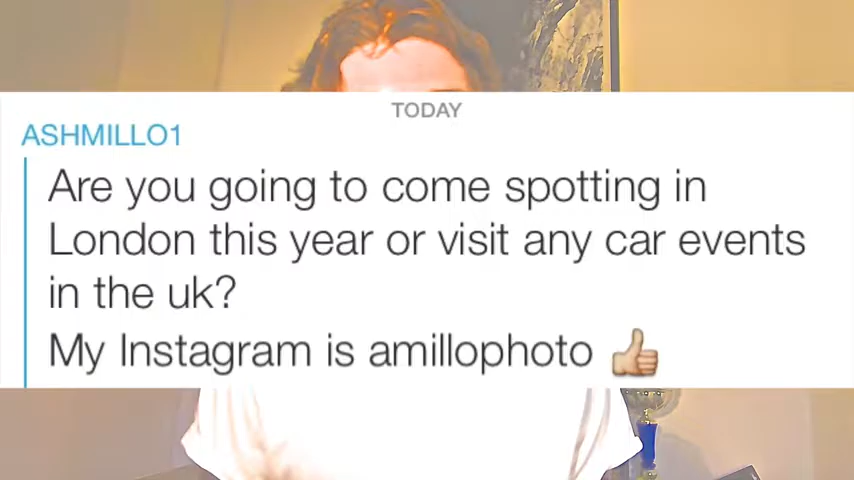 TODAY
ASHMILLO1
Are you going to come spotting in
London this year or visit any car events
in the uk?
My Instagram is amillophoto 👍